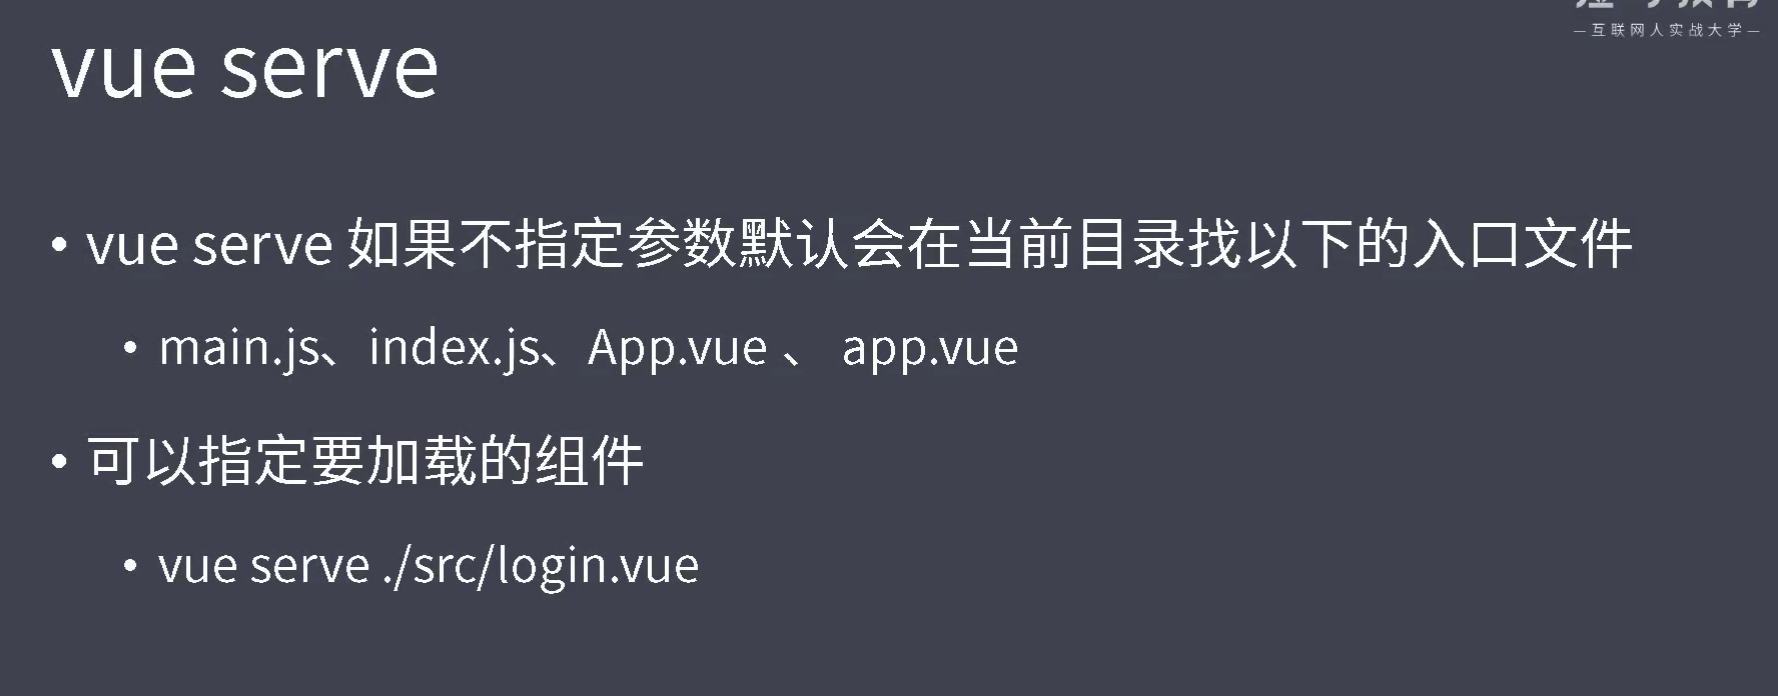 —互联网人实战大学—
vue serve
• vue serve 如果不指定参数默认会在当前目录找以下的入口文件
• main.js、index.js、App.vue 、 app.vue
• 可以指定要加载的组件
• vue serve ./src/login.vue